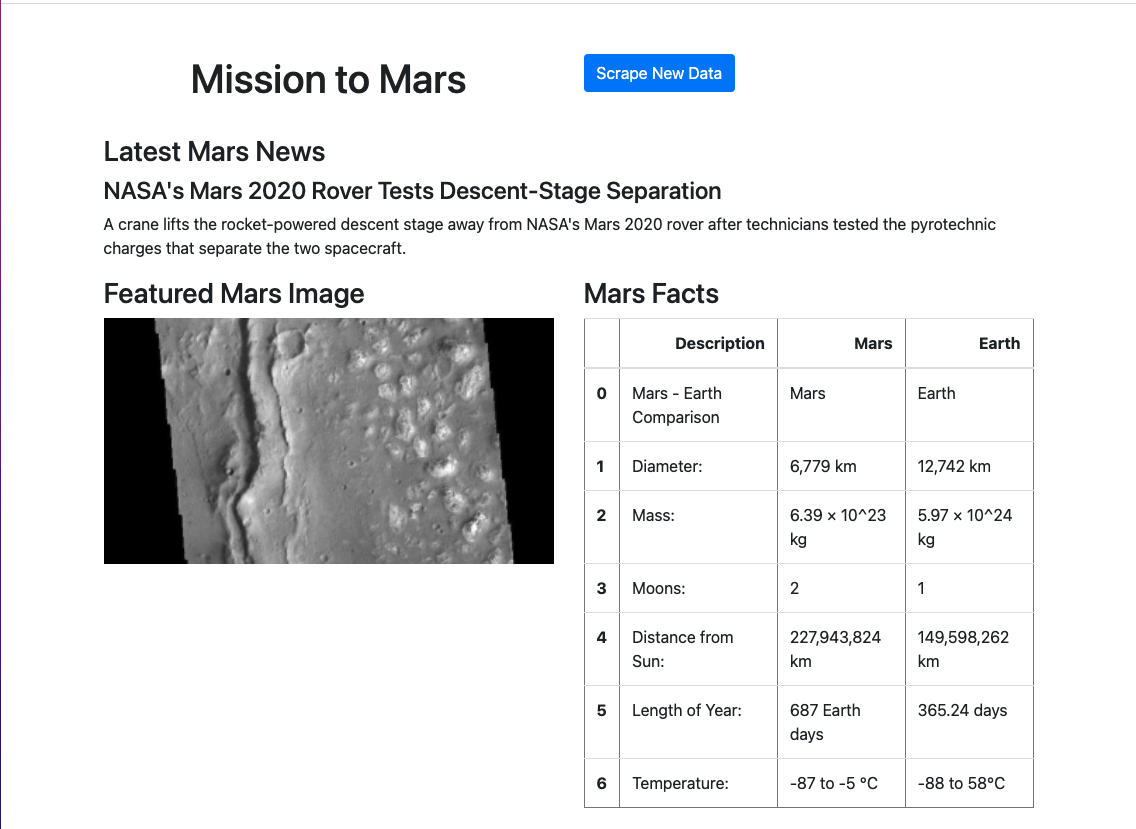 Mission to Mars
Scrape New Data
Latest Mars News
NASA's Mars 2020 Rover Tests Descent-Stage Separation
A crane lifts the rocket-powered descent stage away from NASA's Mars 2020 rover after technicians tested the pyrotechnic
charges that separate the two spacecraft.
Featured Mars Image
Mars Facts
Description Mars Earth
0 Mars - Earth Comparison Mars Earth
1 Diameter: 6,779 km 12,742 km
2 Mass: 6.39 × 10^23 kg 5.97 × 10^24 kg
3 Moons: 2 1
4 Distance from Sun: 227,943,824 km 149,598,262 km
5 Length of Year: 687 Earth days 365.24 days
6 Temperature: -87 to -5 °C -88 to 58°C